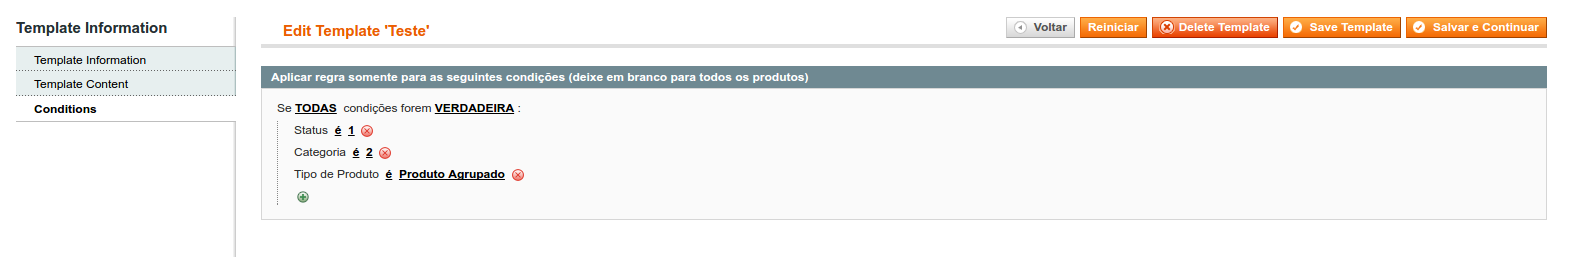 Template Information
Template Information
Template Content
Conditions
Edit Template 'Teste'
Voltar
Reiniciar
Delete Template
Save Template
Salvar e Continuar
Aplicar regra somente para as seguintes condições (deixe em branco para todos os produtos)
Se TODAS condições forem VERDADEIRA :
Status é 1
Categoria é 2
Tipo de Produto é Produto Agrupado